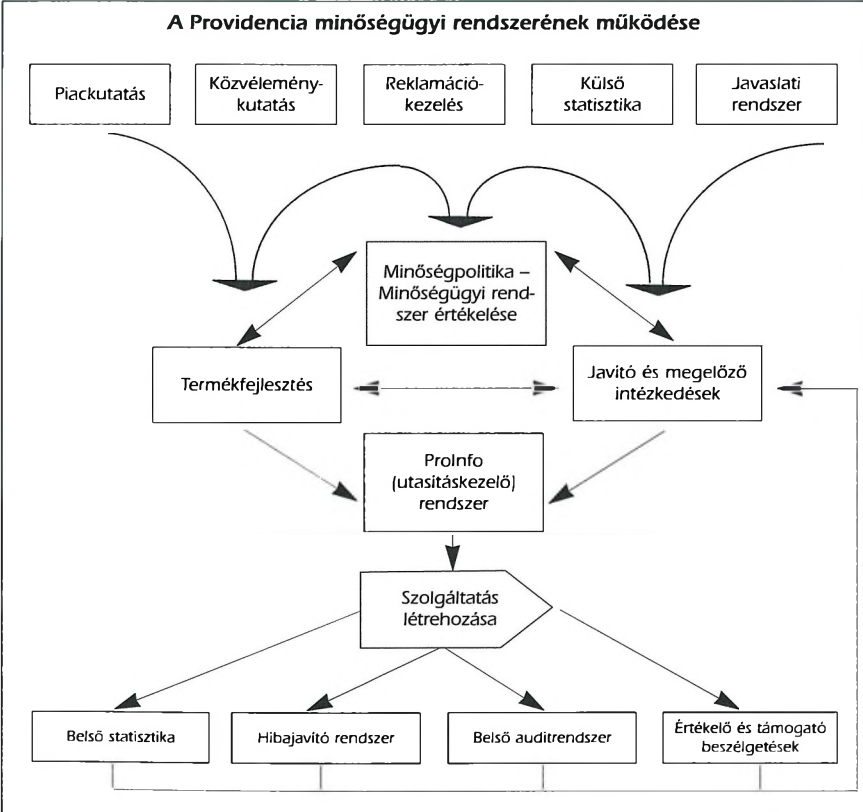 A Providencia minőségügyi rendszerének működése
Piackutatás
Közvélemény-
kutatás
Reklamáció-
kezelés
Külső
statisztika
Javaslati
rendszer
Minőségpolitika –
Minőségügyi rend-
szer értékelése
Termékfejlesztés
Javító és megelőző
intézkedések
ProInfo
(utasításkezelő)
rendszer
Szolgáltatás
létrehozása
Belső statisztika
Hibajavító rendszer
Belső auditrendszer
Értékelő és támogató
beszélgetések